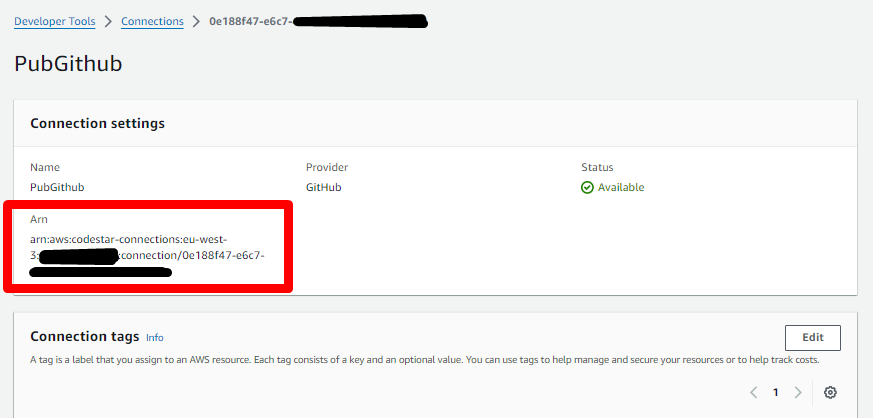 Developer Tools > Connections > 0e188f47-e6c7-
PubGithub
Connection settings
Name
PubGithub
Provider
GitHub
Status
Available
Arn
arn:aws:codestar-connections:eu-west-
3: :connection/0e188f47-e6c7-
Connection tags Info
Edit
A tag is a label that you assign to an AWS resource. Each tag consists of a key and an optional value. You can use tags to help manage and secure your resources or to help track costs.
< 1 >